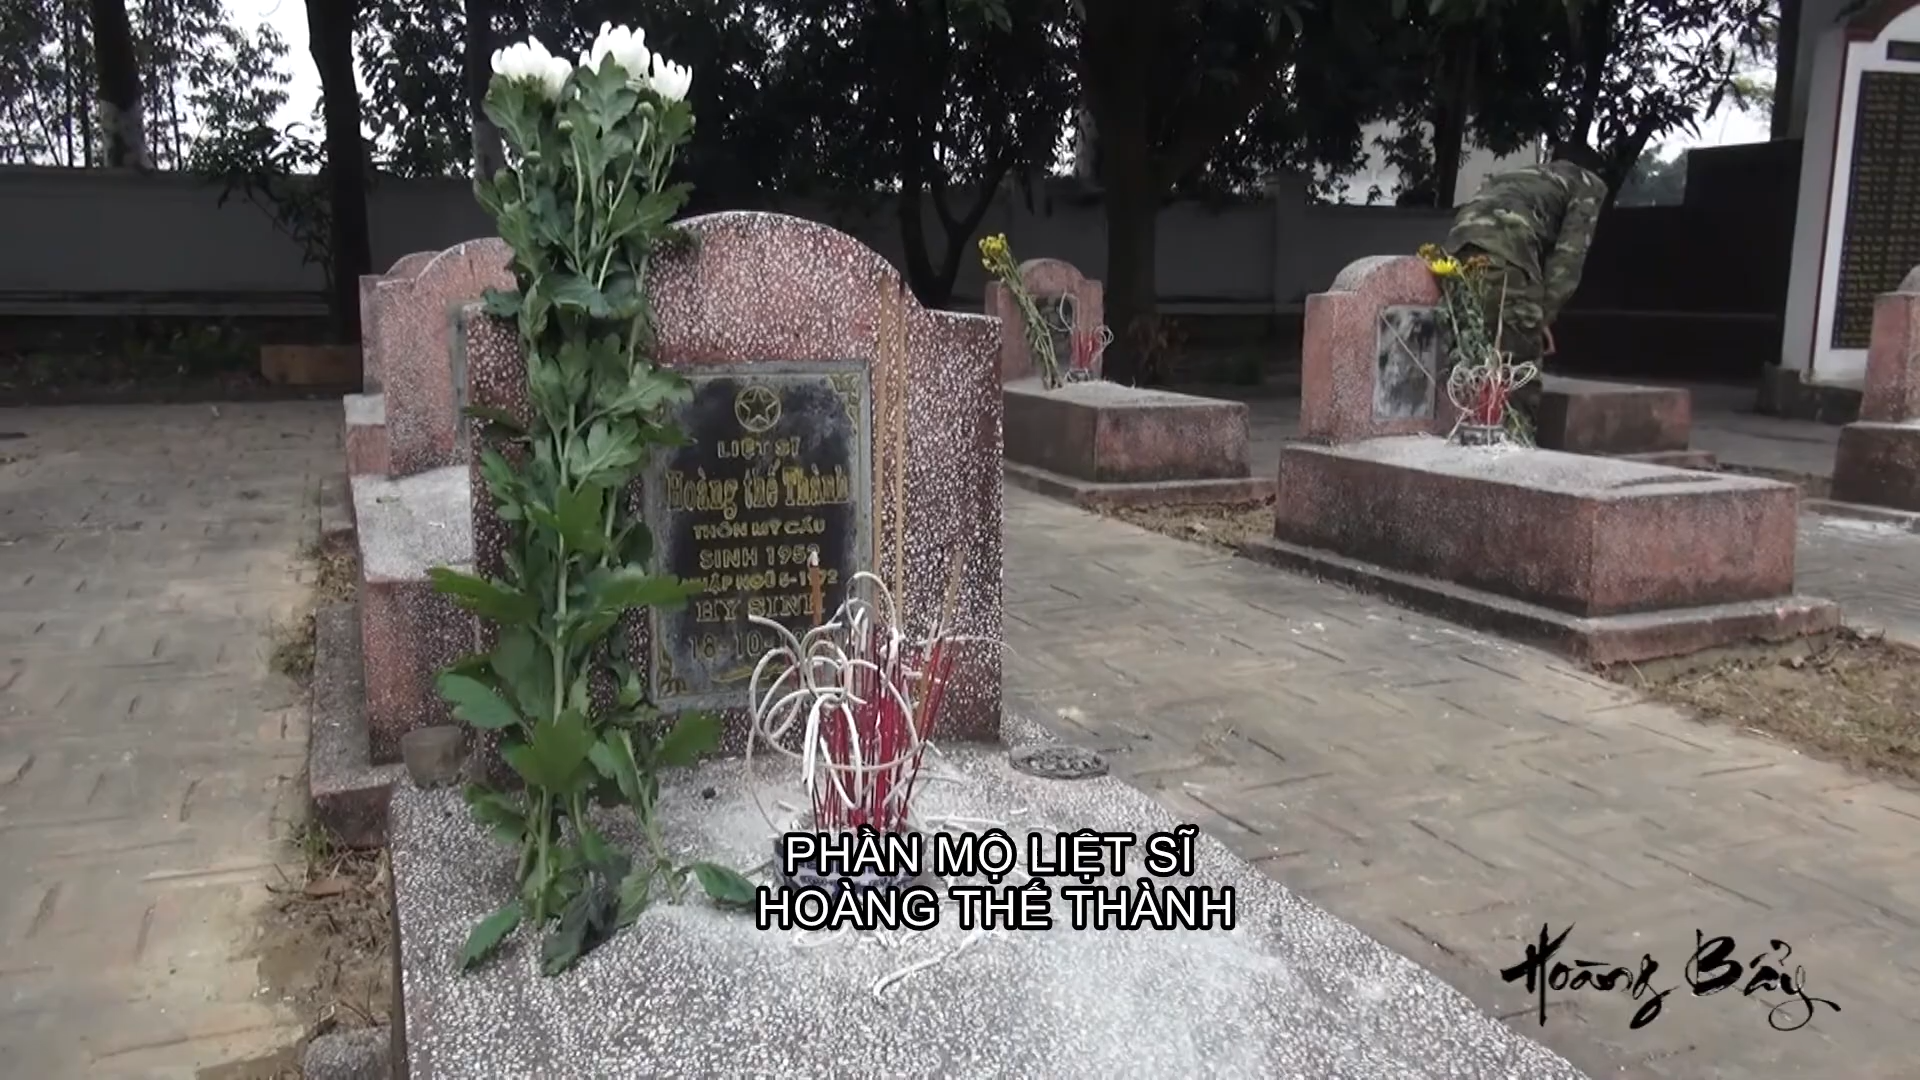 LIỆT SĨ
Hoàng thế Thành
THÔN MỸ CẦU
SINH 195
NHẬP NGŨ 5-1972
HY SINH
18-10-
PHẦN MỘ LIỆT SĨ
HOÀNG THẾ THÀNH
Hoàng Bảy